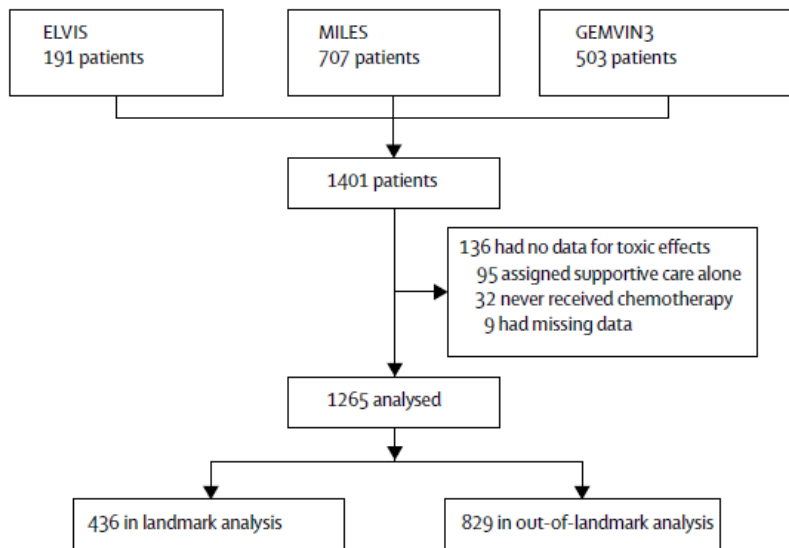 ELVIS
191 patients
MILES
707 patients
GEMVIN3
503 patients
1401 patients
136 had no data for toxic effects
95 assigned supportive care alone
32 never received chemotherapy
9 had missing data
1265 analysed
436 in landmark analysis
829 in out-of-landmark analysis